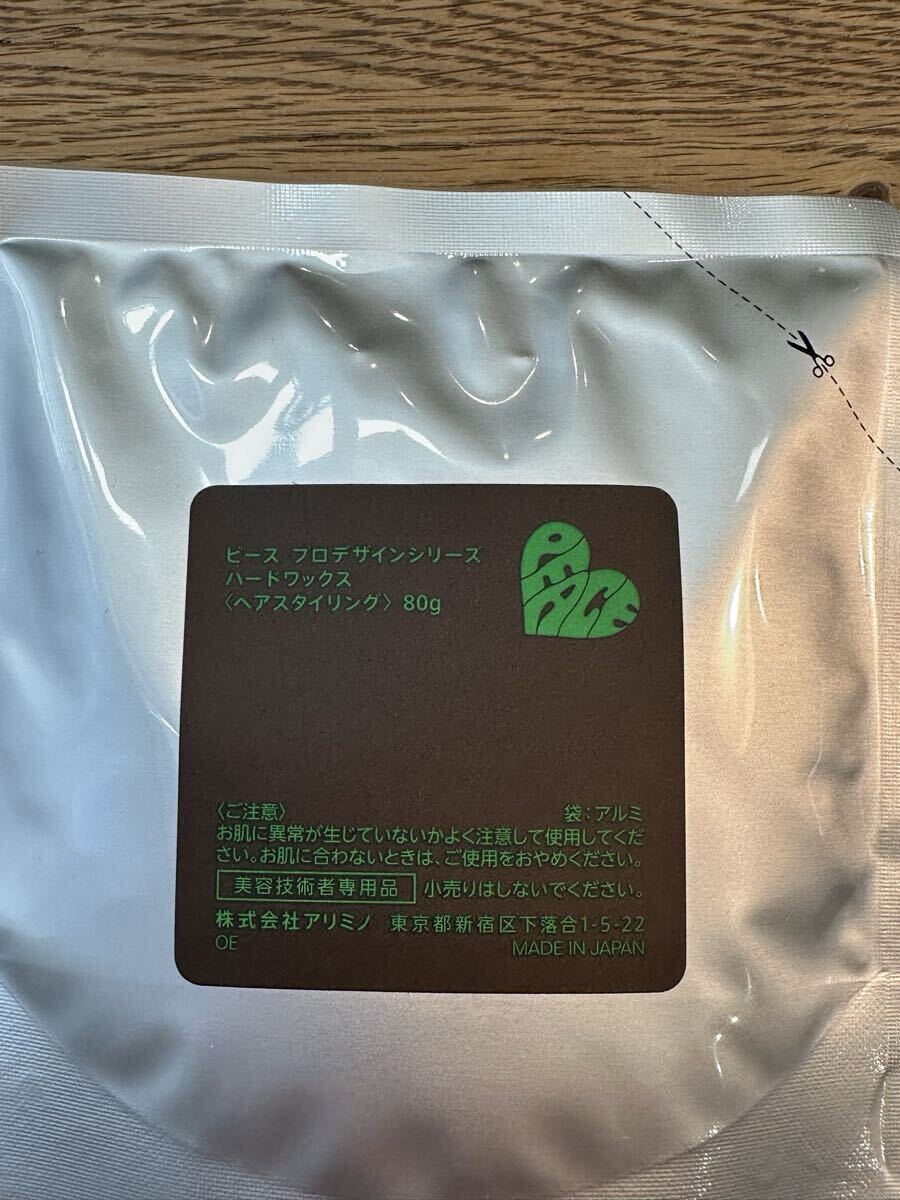 ピース プロデザインシリーズ
ハードワックス
〈ヘアスタイリング〉80g
PEACE
〈ご注意〉 袋：アルミ
お肌に異常が生じていないかよく注意して使用してくだ
さい。お肌に合わないときは、ご使用をおやめください。
美容技術者専用品 小売りはしないでください。
株式会社アリミノ 東京都新宿区下落合1-5-22
OE MADE IN JAPAN